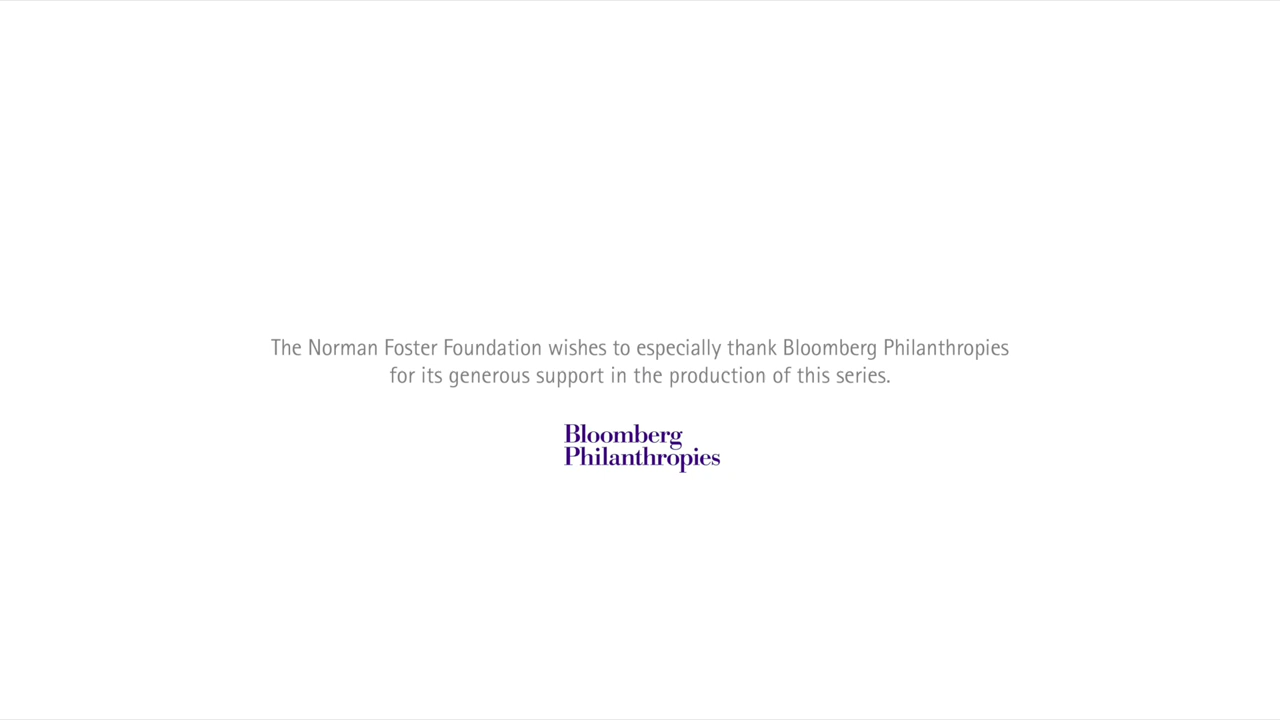 The Norman Foster Foundation wishes to especially thank Bloomberg Philanthropies
for its generous support in the production of this series.
Bloomberg
Philanthropies